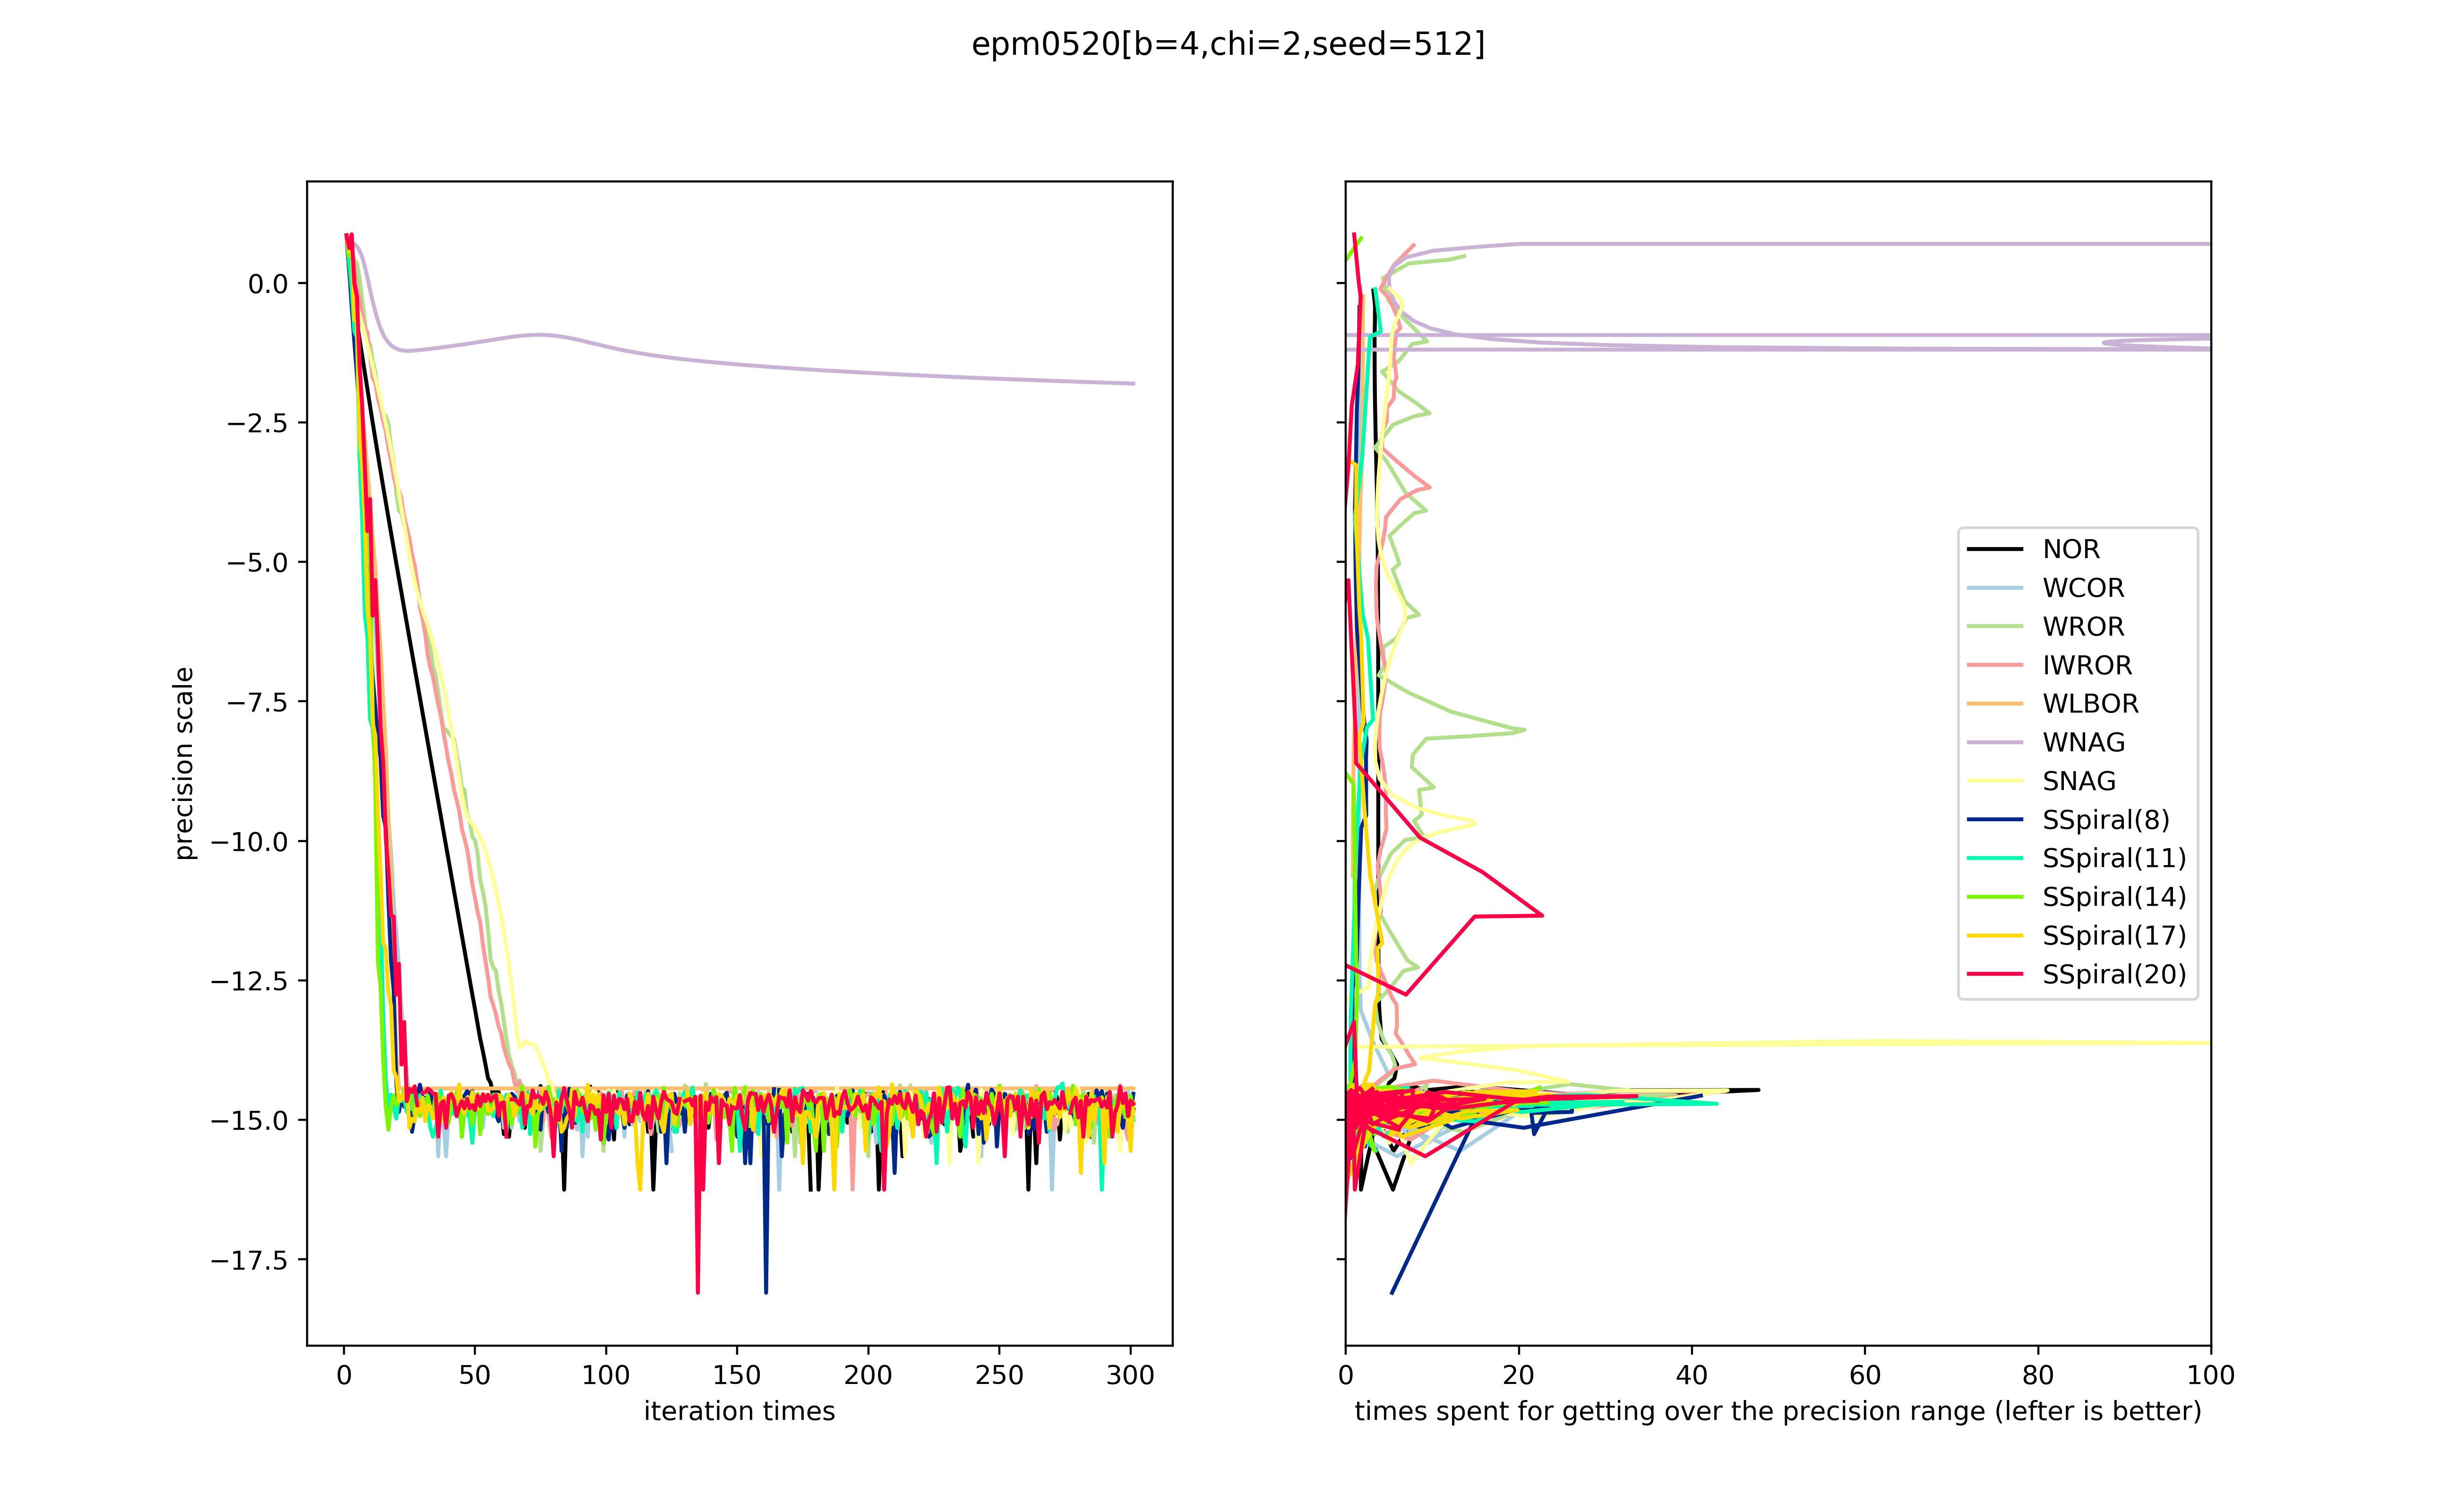 epm0520[b=4,chi=2,seed=512]
precision scale
0.0
−2.5
−5.0
−7.5
−10.0
−12.5
−15.0
−17.5
0 50 100 150 200 250 300
iteration times
NOR
WCOR
WROR
IWROR
WLBOR
WNAG
SNAG
SSpiral(8)
SSpiral(11)
SSpiral(14)
SSpiral(17)
SSpiral(20)
0 20 40 60 80 100
times spent for getting over the precision range (lefter is better)